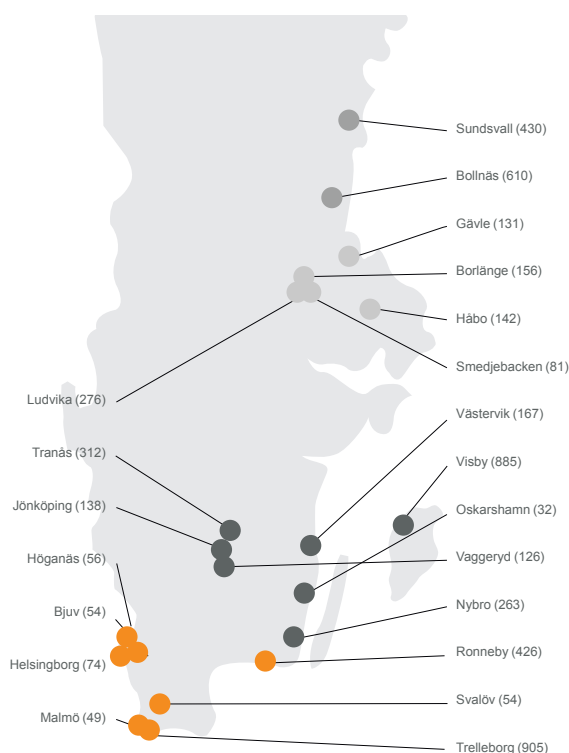 Sundsvall (430)
Bollnäs (610)
Gävle (131)
Borlänge (156)
Håbo (142)
Smedjebacken (81)
Ludvika (276)
Västervik (167)
Tranås (312)
Visby (885)
Jönköping (138)
Oskarshamn (32)
Höganäs (56)
Vaggeryd (126)
Bjuv (54)
Nybro (263)
Helsingborg (74)
Ronneby (426)
Svalöv (54)
Malmö (49)
Trelleborg (905)